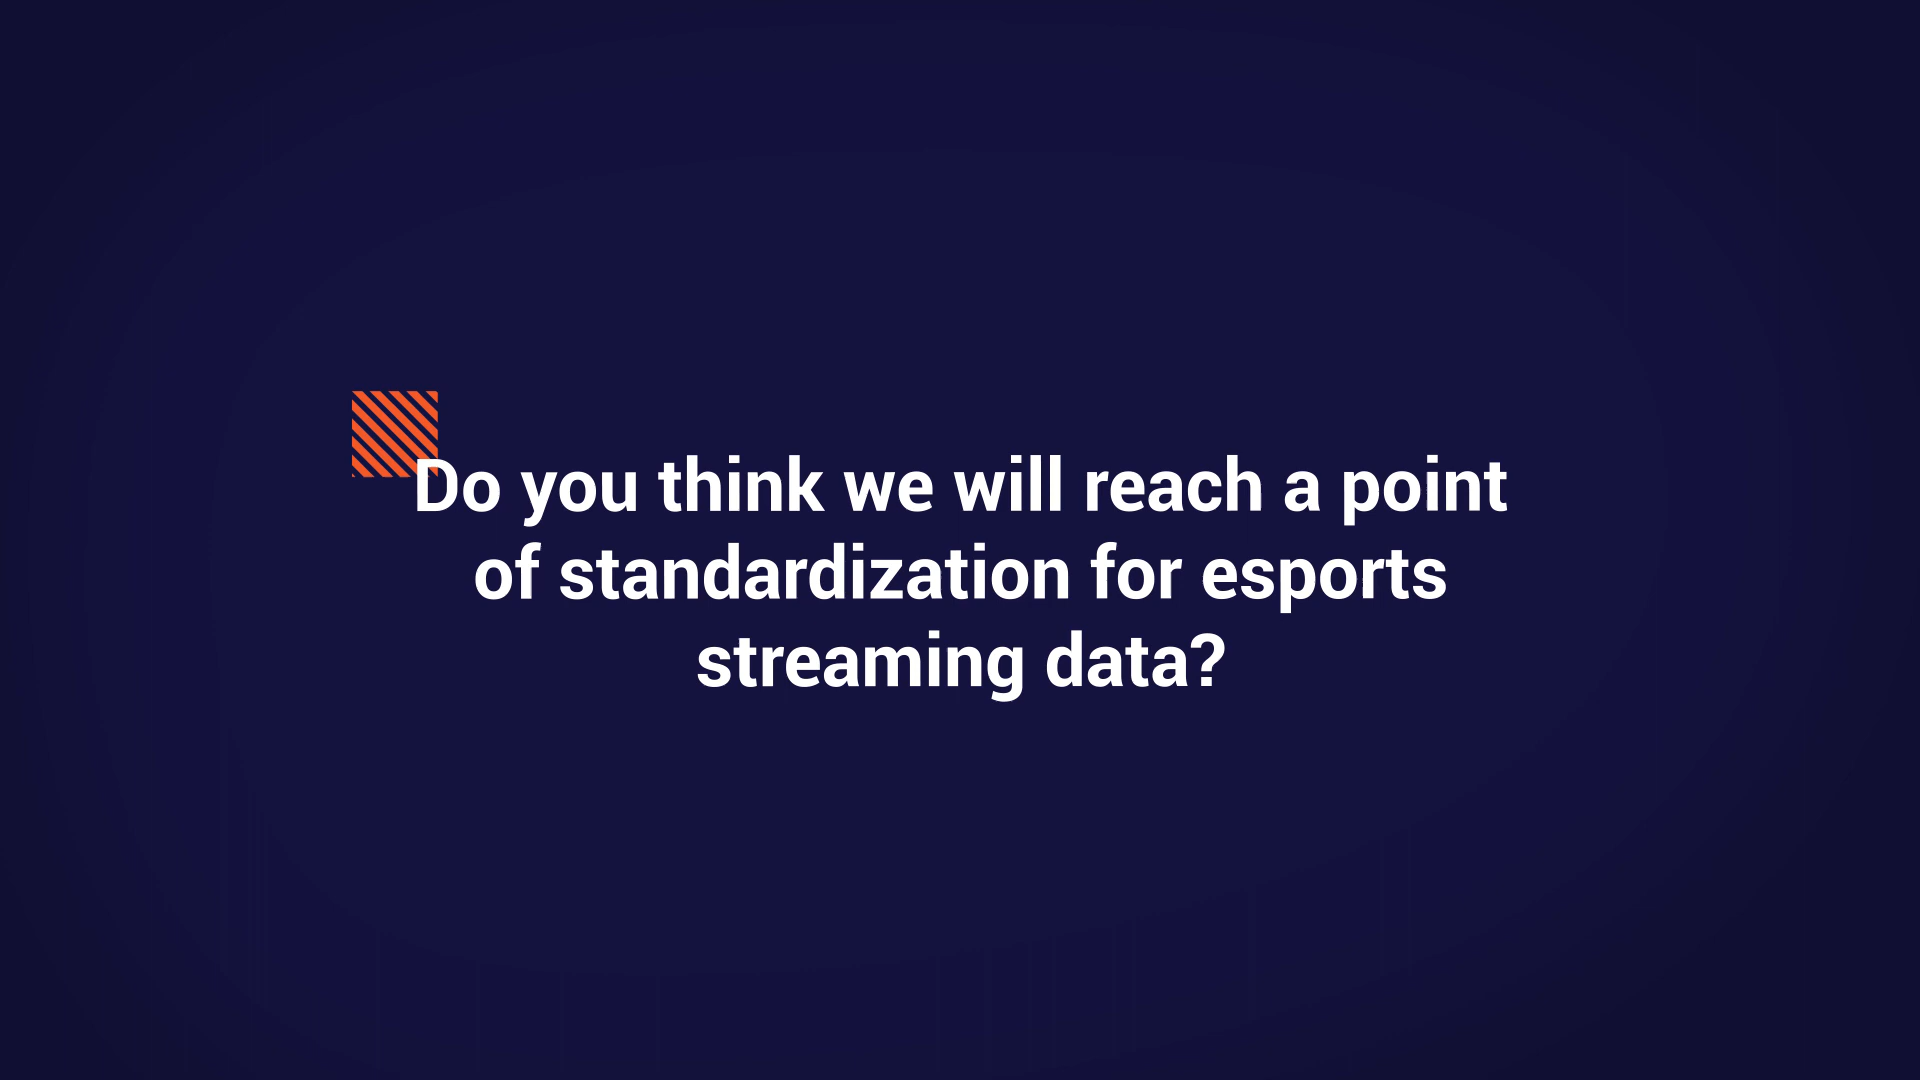 Do you think we will reach a point
of standardization for esports
streaming data?